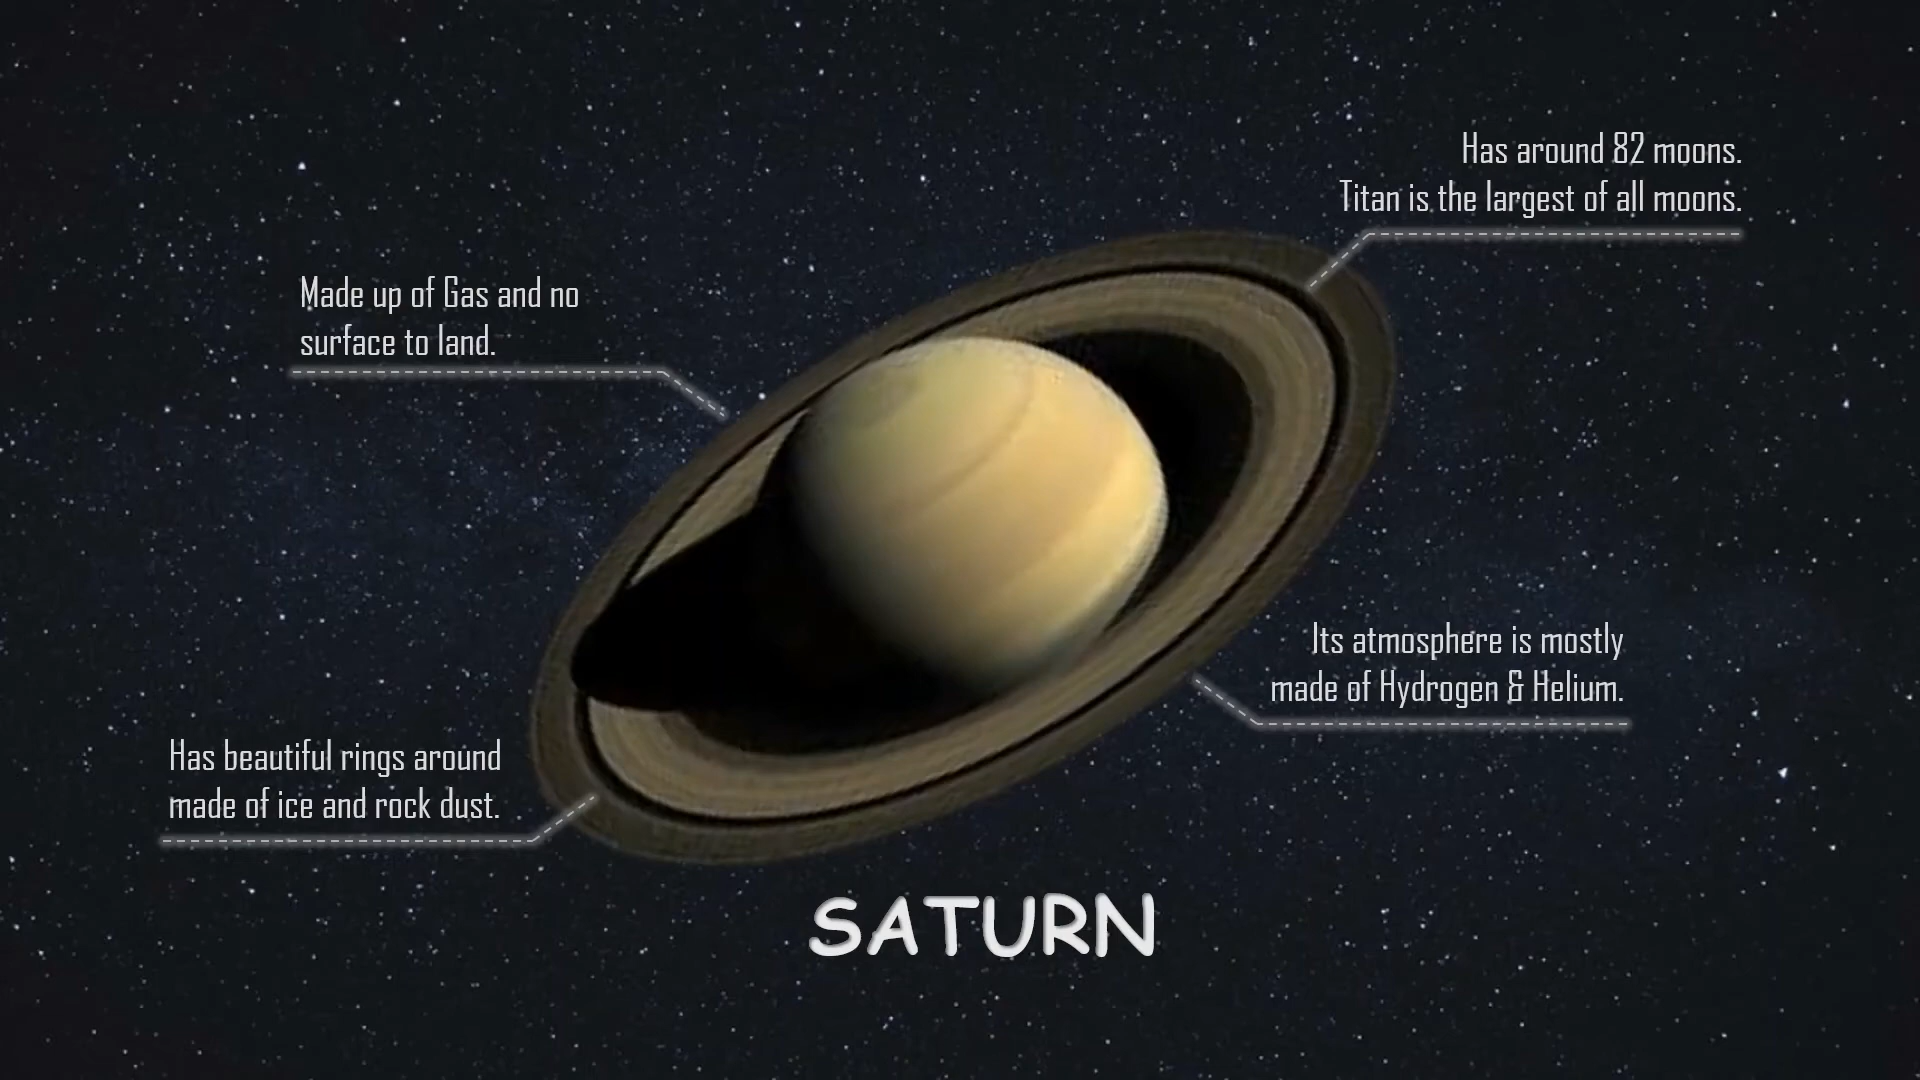 Has around 82 moons.
Titan is the largest of all moons.
Made up of Gas and no
surface to land.
Its atmosphere is mostly
made of Hydrogen & Helium.
Has beautiful rings around
made of ice and rock dust.
SATURN